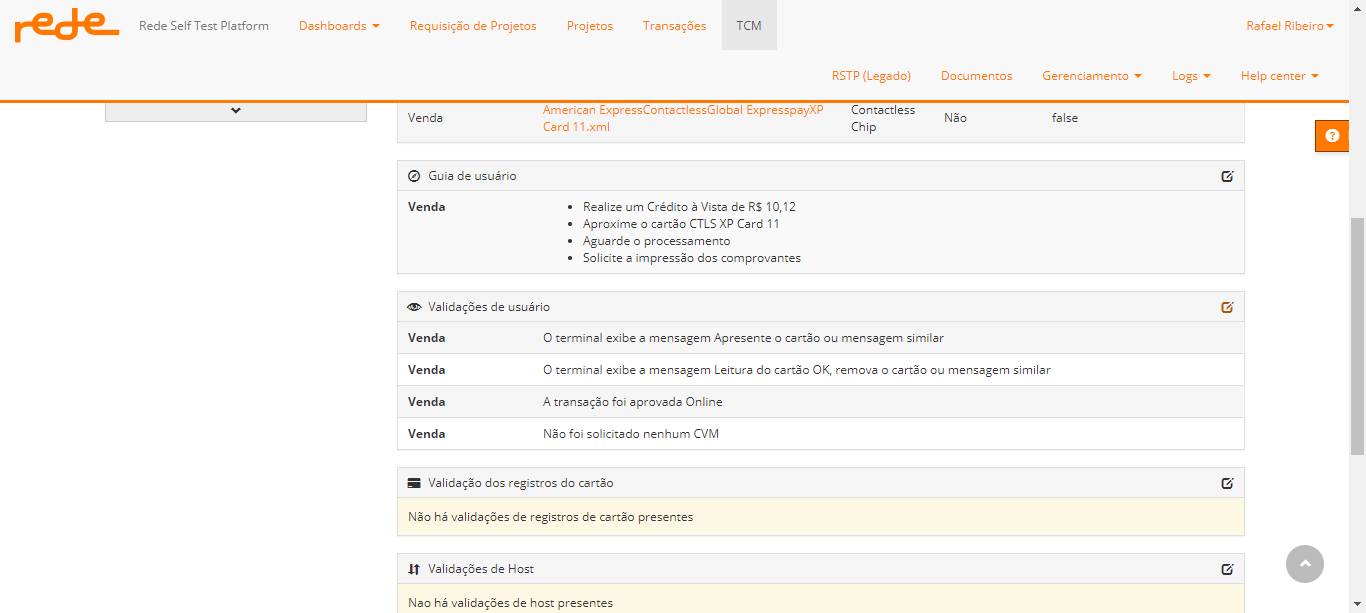 rede Rede Self Test Platform Dashboards Requisição de Projetos Projetos Transações TCM Rafael Ribeiro
RSTP (Legado) Documentos Gerenciamento Logs Help center
Venda American ExpressContactlessGlobal ExpresspayXP Contactless Não false
Card 11.xml Chip
Guia de usuário
Venda Realize um Crédito à Vista de R$ 10,12
Aproxime o cartão CTLS XP Card 11
Aguarde o processamento
Solicite a impressão dos comprovantes
Validações de usuário
Venda O terminal exibe a mensagem Apresente o cartão ou mensagem similar
Venda O terminal exibe a mensagem Leitura do cartão OK, remova o cartão ou mensagem similar
Venda A transação foi aprovada Online
Venda Não foi solicitado nenhum CVM
Validação dos registros do cartão
Não há validações de registros de cartão presentes
Validações de Host
Nao há validações de host presentes